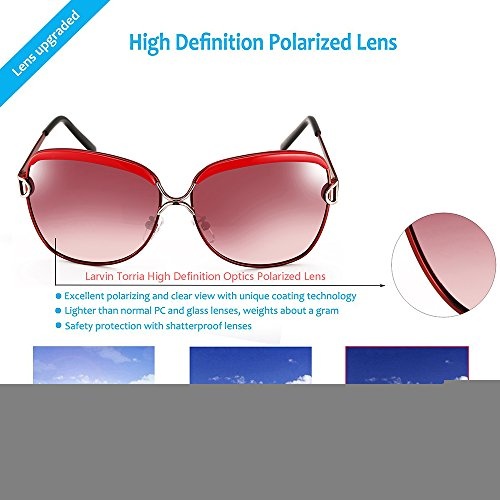 Lens upgraded
High Definition Polarized Lens
Larvin Torria High Definition Optics Polarized Lens
Excellent polarizing and clear view with unique coating technology
Lighter than normal PC and glass lenses, weights about a gram
Safety protection with shatterproof lenses